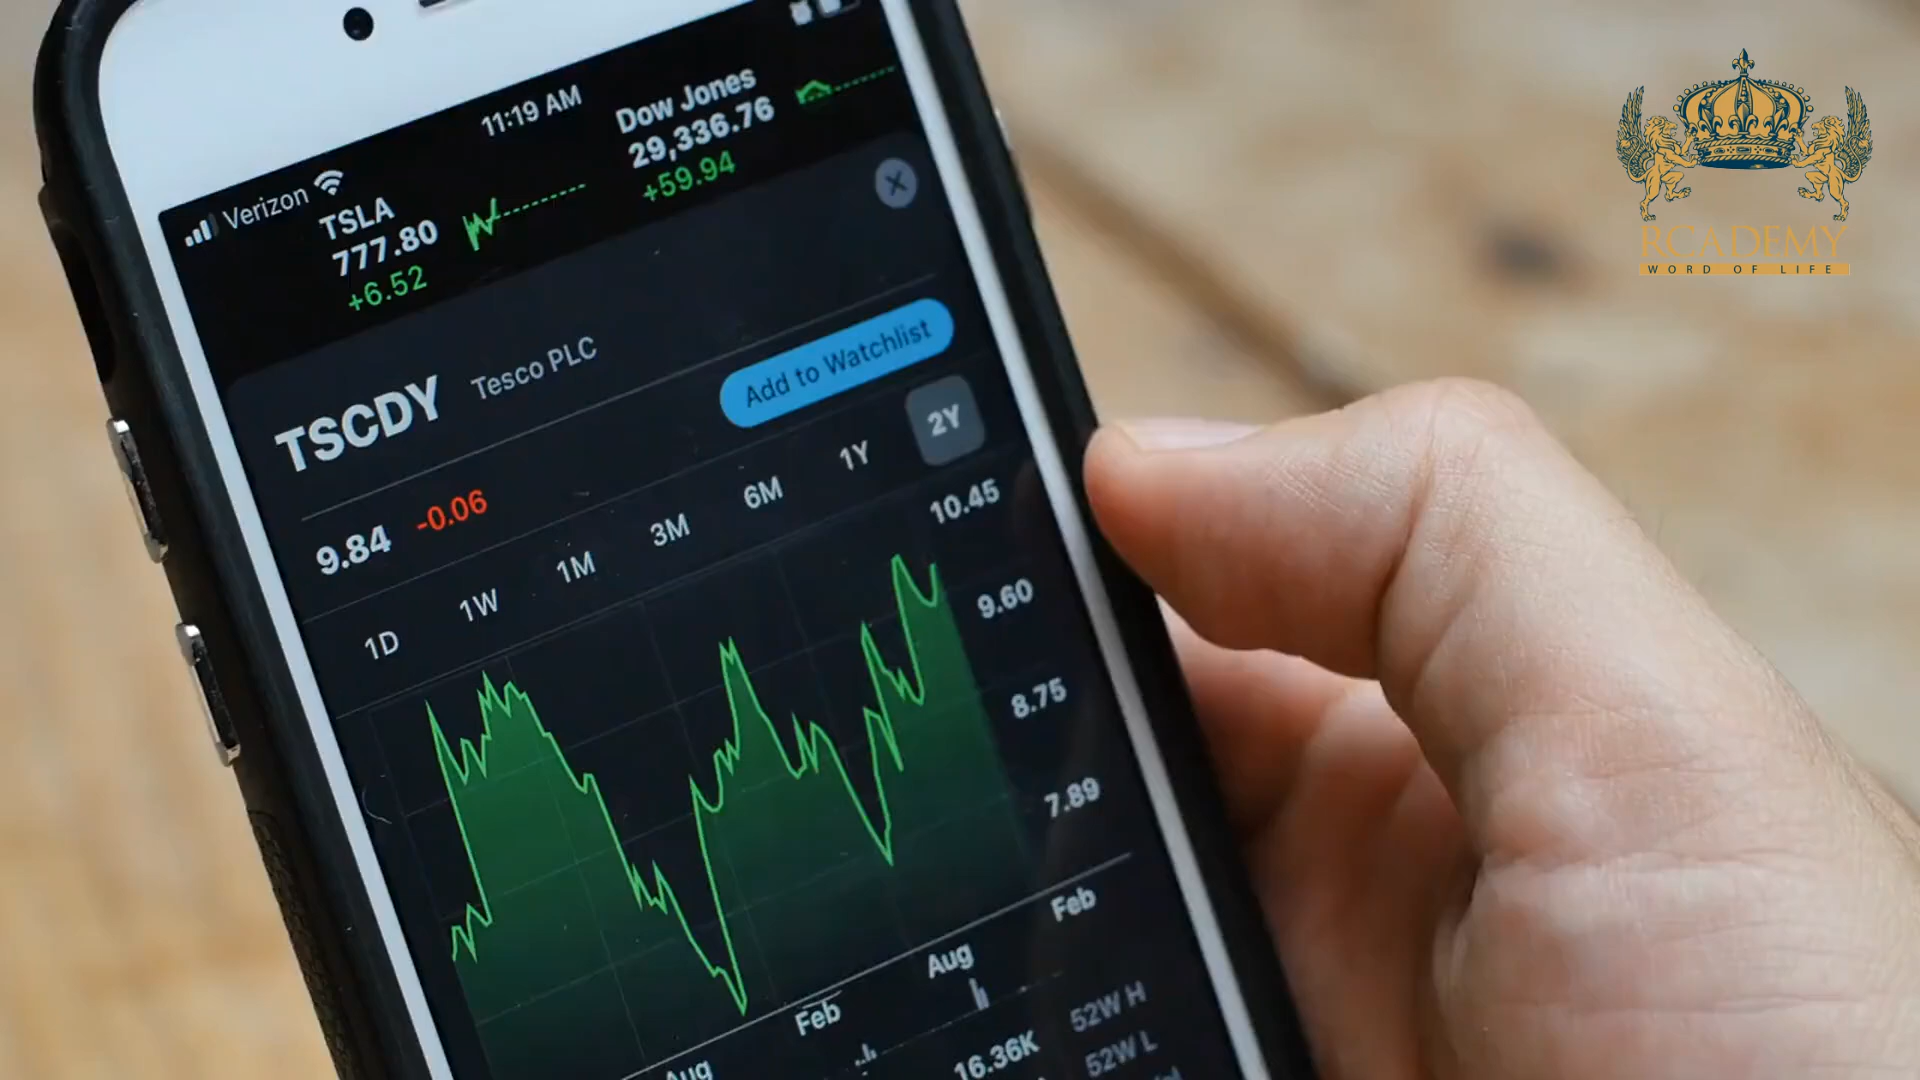 11:19 AM
Verizon
TSLA
777.80
+6.52
Dow Jones
29,336.76
+59.94
TSCDY Tesco PLC
Add to Watchlist
9.84 -0.06
1D 1W 1M 3M 6M 1Y 2Y
10.45
9.60
8.75
7.89
Aug Feb Aug Feb
16.36K
52W H
52W L
RCADEMY
WORD OF LIFE